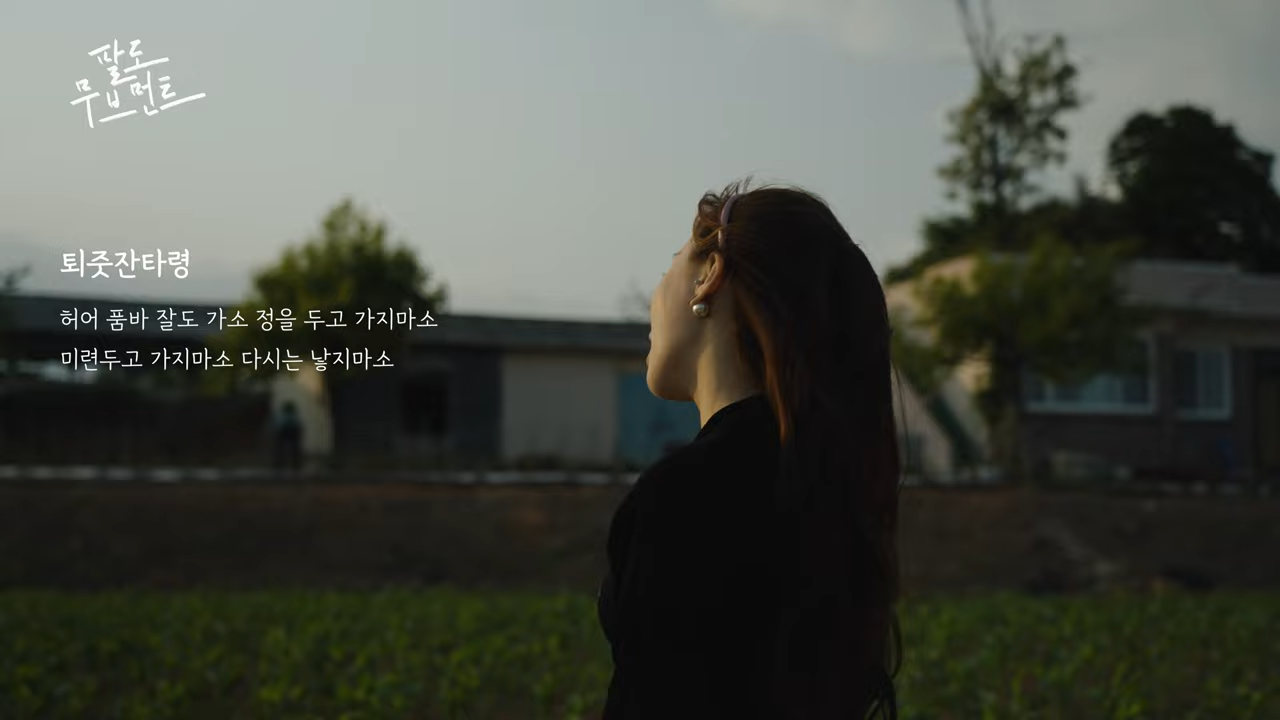 팔도
무브먼트
퇴줏잔타령
허어 품바 잘도 가소 정을 두고 가지마소
미련두고 가지마소 다시는 낳지마소